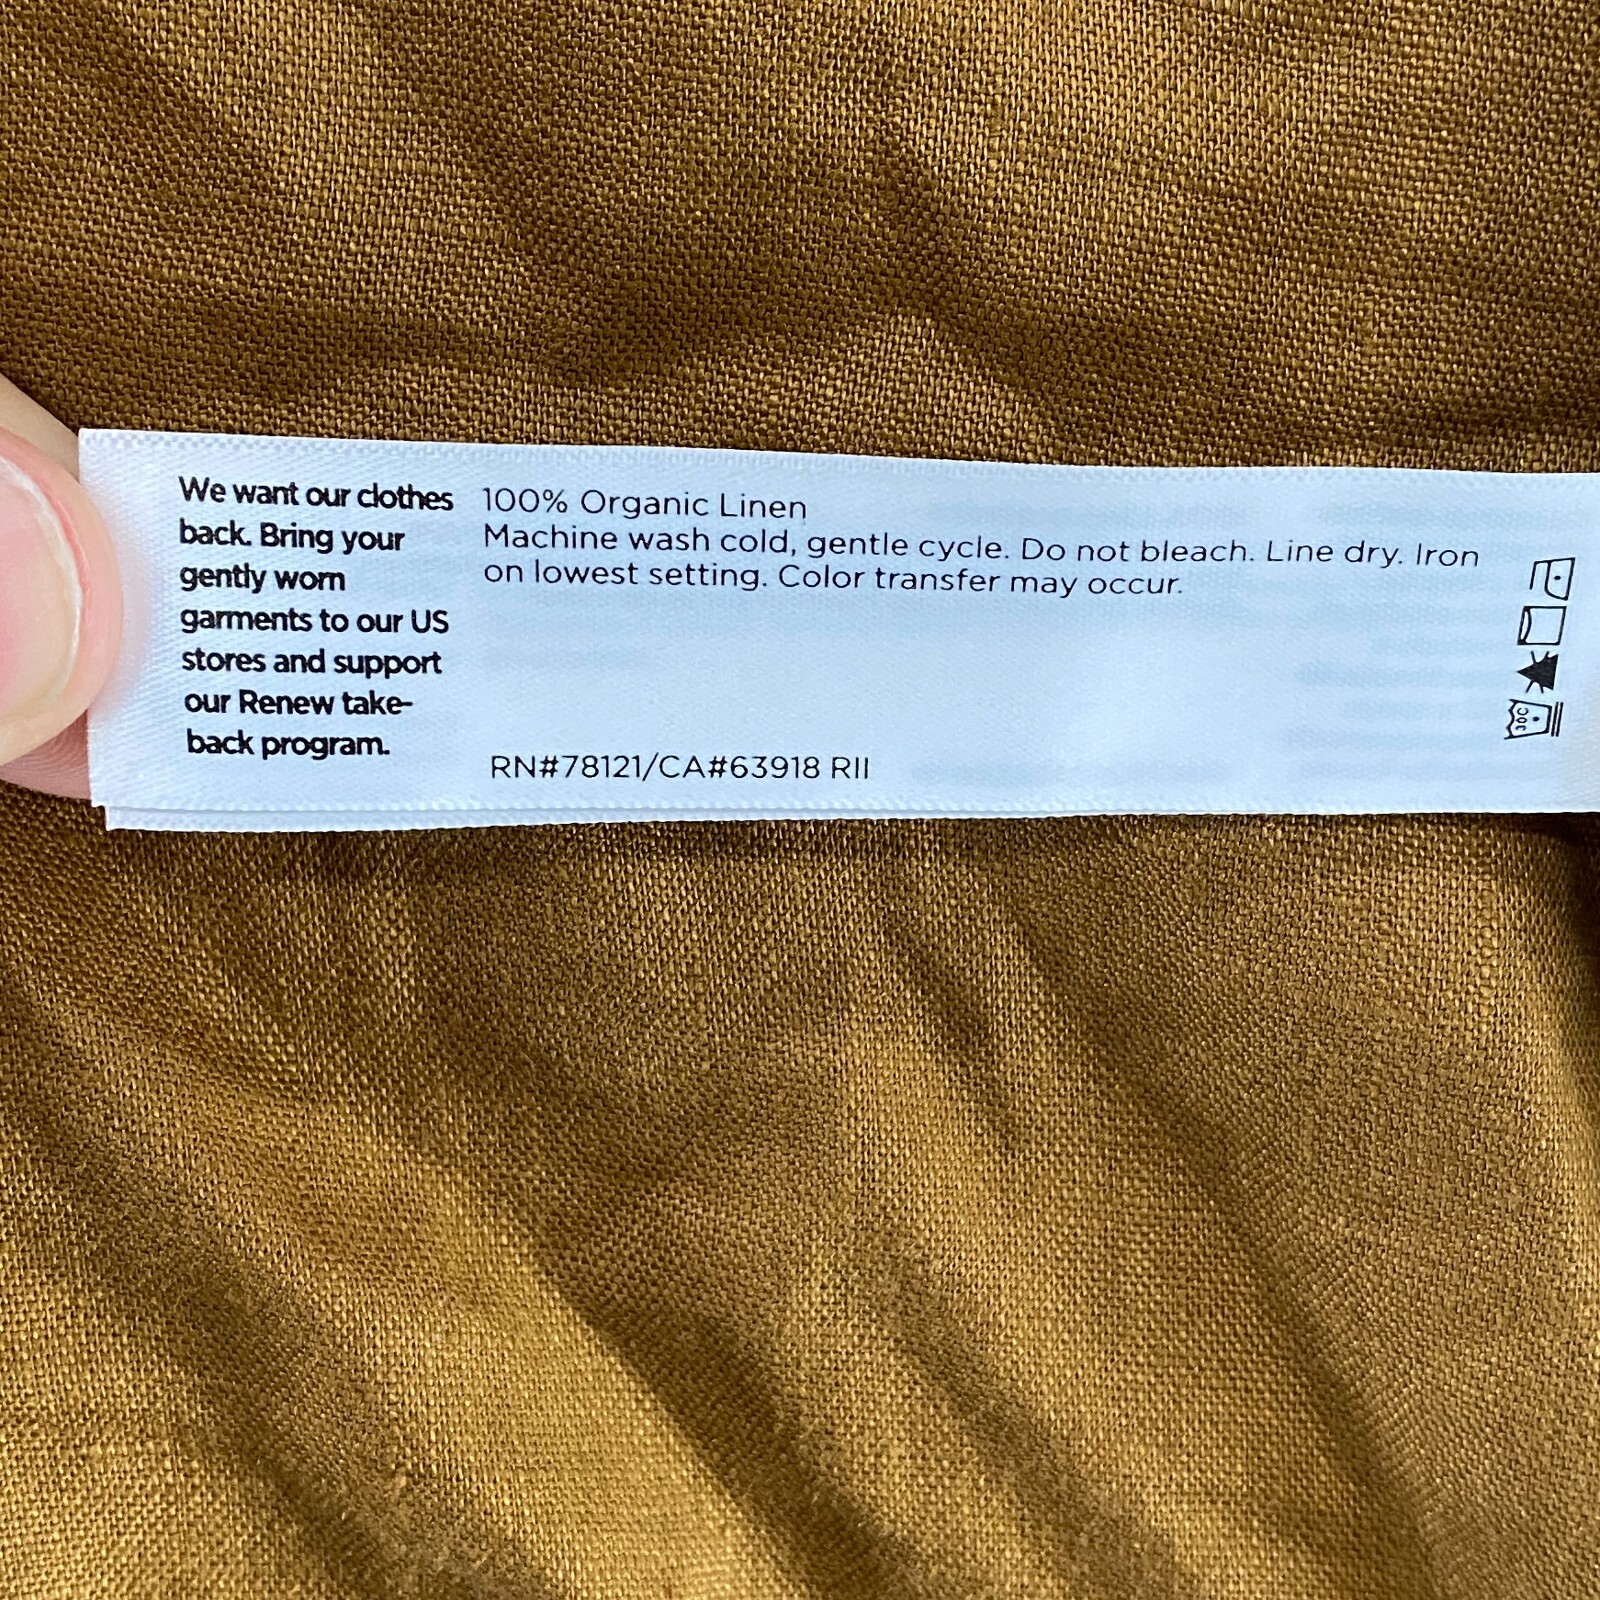 We want our clothes
back. Bring your
gently worn
garments to our US
stores and support
our Renew take-
back program.
100% Organic Linen
Machine wash cold, gentle cycle. Do not bleach. Line dry. Iron
on lowest setting. Color transfer may occur.
RN#78121/CA#63918 RII
30C